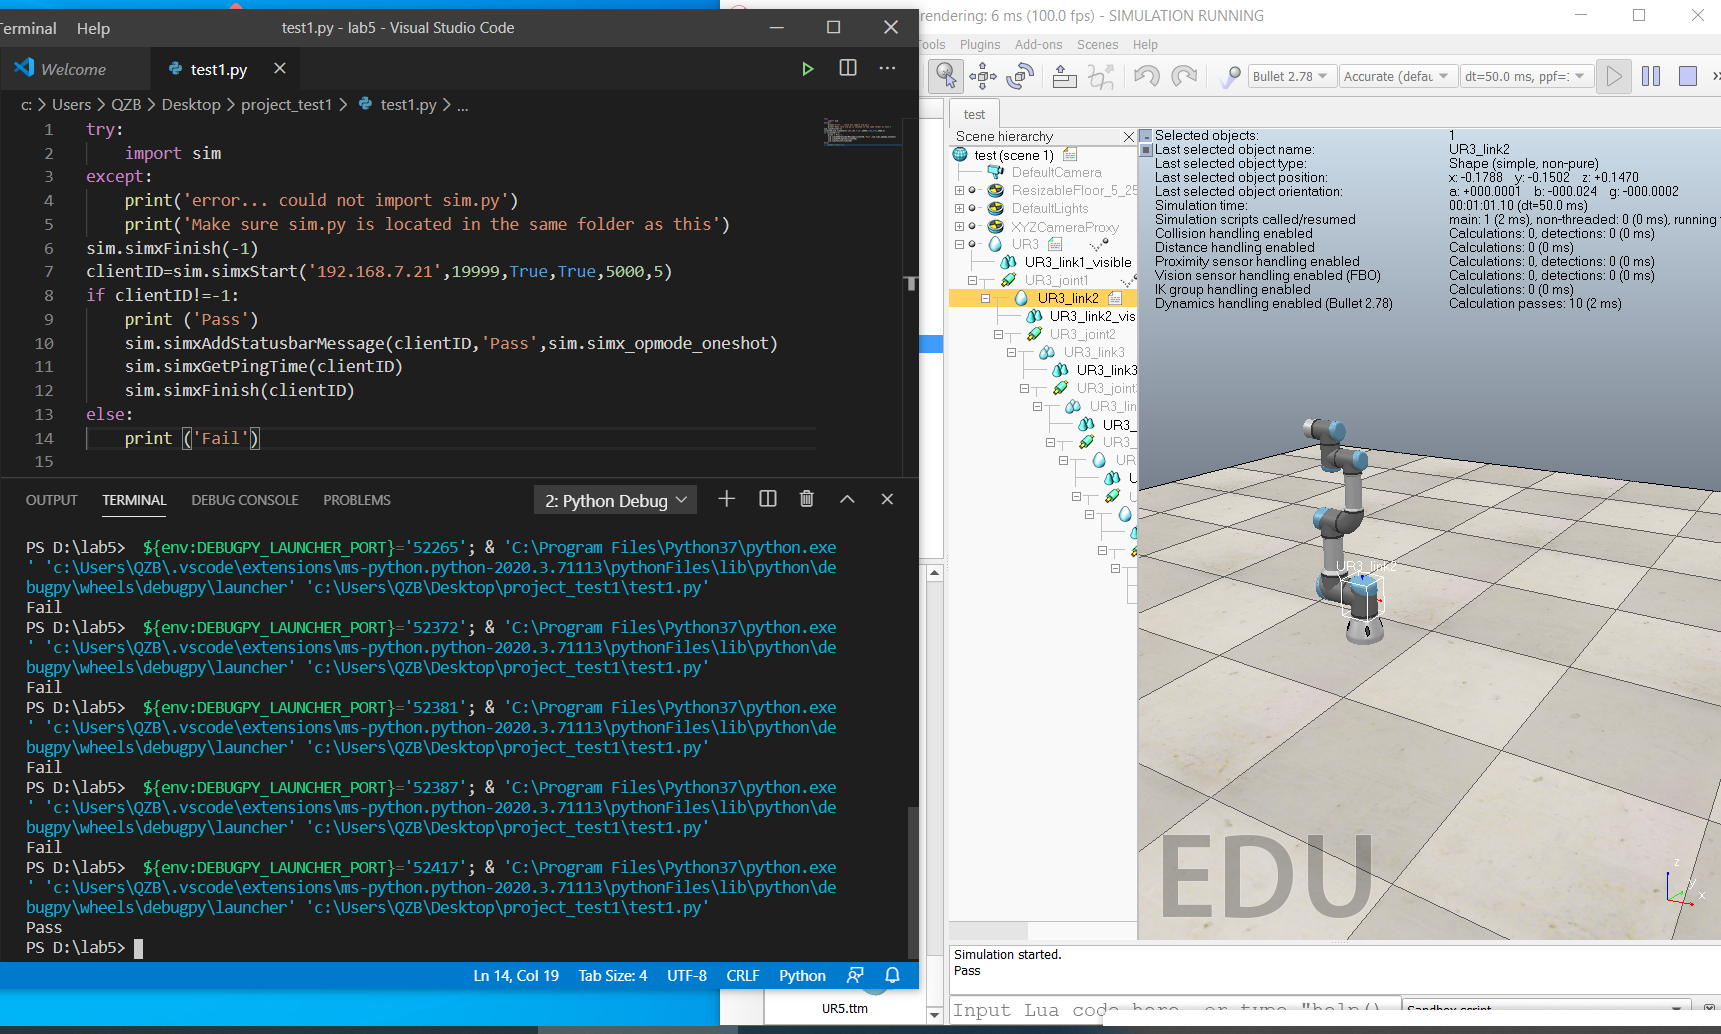 Terminal Help test1.py - lab5 - Visual Studio Code
Welcome test1.py
c: > Users > QZB > Desktop > project_test1 > test1.py > ...
1 try:
2 import sim
3 except:
4 print('error... could not import sim.py')
5 print('Make sure sim.py is located in the same folder as this')
6 sim.simxFinish(-1)
7 clientID=sim.simxStart('192.168.7.21',19999,True,True,5000,5)
8 if clientID!=-1:
9 print ('Pass')
10 sim.simxAddStatusbarMessage(clientID,'Pass',sim.simx_opmode_oneshot)
11 sim.simxGetPingTime(clientID)
12 sim.simxFinish(clientID)
13 else:
14 print ('Fail')
15
OUTPUT TERMINAL DEBUG CONSOLE PROBLEMS 2: Python Debug
PS D:\lab5> ${env:DEBUGPY_LAUNCHER_PORT}='52265'; & 'C:\Program Files\Python37\python.exe
' 'c:\Users\QZB\.vscode\extensions\ms-python.python-2020.3.71113\pythonFiles\lib\python\de
bugpy\wheels\debugpy\launcher' 'c:\Users\QZB\Desktop\project_test1\test1.py'
Fail
PS D:\lab5> ${env:DEBUGPY_LAUNCHER_PORT}='52372'; & 'C:\Program Files\Python37\python.exe
' 'c:\Users\QZB\.vscode\extensions\ms-python.python-2020.3.71113\pythonFiles\lib\python\de
bugpy\wheels\debugpy\launcher' 'c:\Users\QZB\Desktop\project_test1\test1.py'
Fail
PS D:\lab5> ${env:DEBUGPY_LAUNCHER_PORT}='52381'; & 'C:\Program Files\Python37\python.exe
' 'c:\Users\QZB\.vscode\extensions\ms-python.python-2020.3.71113\pythonFiles\lib\python\de
bugpy\wheels\debugpy\launcher' 'c:\Users\QZB\Desktop\project_test1\test1.py'
Fail
PS D:\lab5> ${env:DEBUGPY_LAUNCHER_PORT}='52387'; & 'C:\Program Files\Python37\python.exe
' 'c:\Users\QZB\.vscode\extensions\ms-python.python-2020.3.71113\pythonFiles\lib\python\de
bugpy\wheels\debugpy\launcher' 'c:\Users\QZB\Desktop\project_test1\test1.py'
Fail
PS D:\lab5> ${env:DEBUGPY_LAUNCHER_PORT}='52417'; & 'C:\Program Files\Python37\python.exe
' 'c:\Users\QZB\.vscode\extensions\ms-python.python-2020.3.71113\pythonFiles\lib\python\de
bugpy\wheels\debugpy\launcher' 'c:\Users\QZB\Desktop\project_test1\test1.py'
Pass
PS D:\lab5>
Ln 14, Col 19 Tab Size: 4 UTF-8 CRLF Python
UR5.ttm
rendering: 6 ms (100.0 fps) - SIMULATION RUNNING
ools Plugins Add-ons Scenes Help
Bullet 2.78 Accurate (defau dt=50.0 ms, ppf=
test
Scene hierarchy
test (scene 1)
DefaultCamera
ResizableFloor_5_25
DefaultLights
XYZCameraProxy
UR3
UR3_link1_visible
UR3_joint1
UR3_link2
UR3_link2_vis
UR3_joint2
UR3_link3
UR3_link3
UR3_joint
UR3_lin
UR3_
UR3_
UR
U
U
Selected objects: 1
Last selected object name: UR3_link2
Last selected object type: Shape (simple, non-pure)
Last selected object position: x: -0.1788 y: -0.1502 z: +0.1470
Last selected object orientation: a: +000.0001 b: -000.024 g: -000.0002
Simulation time: 00:01:01.10 (dt=50.0 ms)
Simulation scripts called/resumed main: 1 (2 ms), non-threaded: 0 (0 ms), running
Collision handling enabled Calculations: 0, detections: 0 (0 ms)
Distance handling enabled Calculations: 0 (0 ms)
Proximity sensor handling enabled Calculations: 0, detections: 0 (0 ms)
Vision sensor handling enabled (FBO) Calculations: 0, detections: 0 (0 ms)
IK group handling enabled Calculations: 0 (0 ms)
Dynamics handling enabled (Bullet 2.78) Calculation passes: 10 (2 ms)
UR3_link2
EDU
z
y
x
Simulation started.
Pass
Input Lua code here, or type "help() Sandbox script